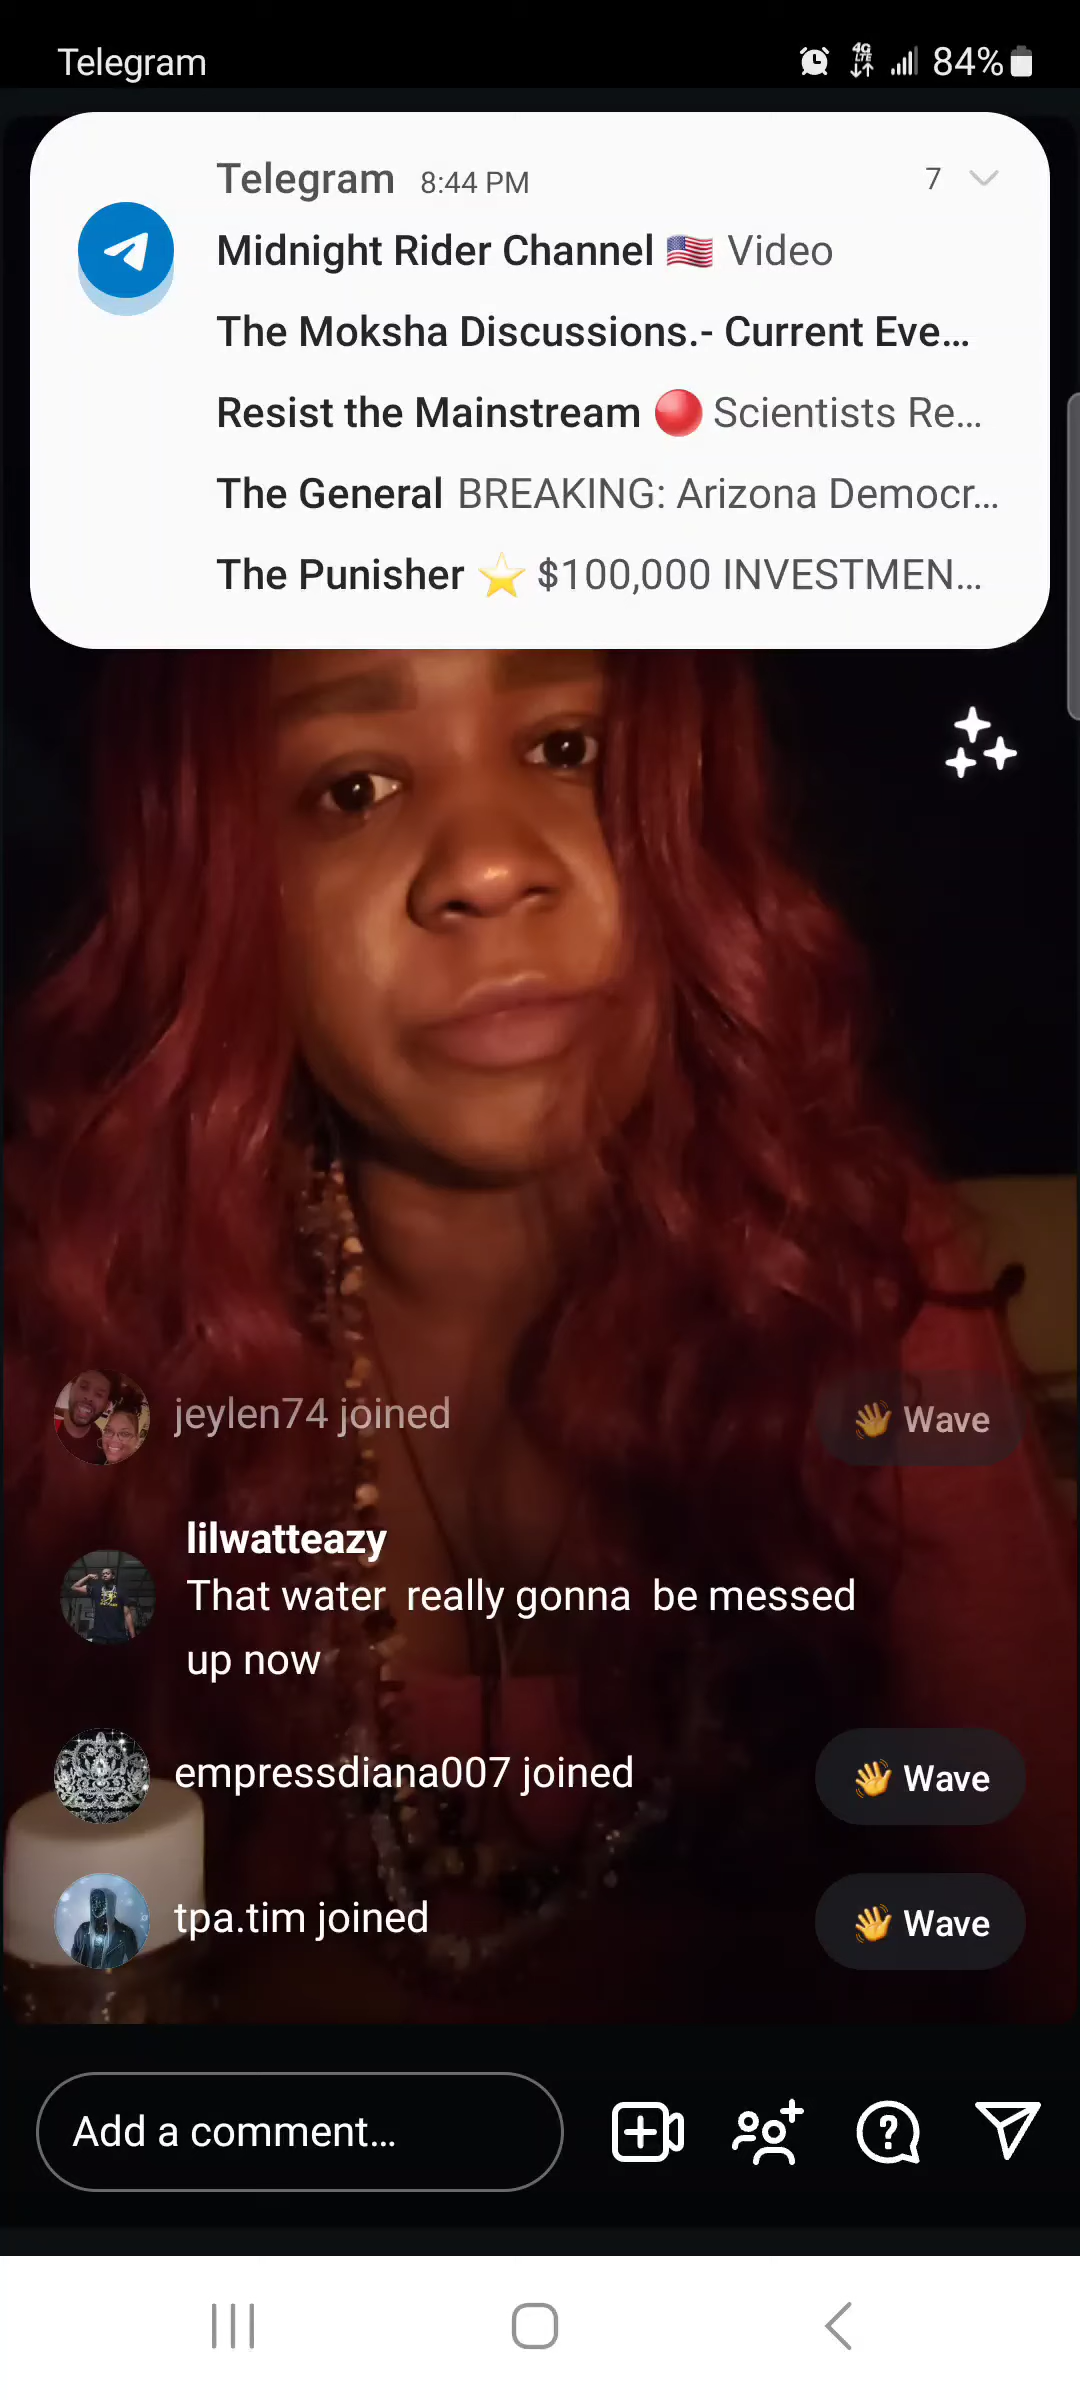 Telegram
4G
LTE
84%
Telegram 8:44 PM 7
Midnight Rider Channel 🇺🇸 Video
The Moksha Discussions.- Current Eve...
Resist the Mainstream 🔴 Scientists Re...
The General BREAKING: Arizona Democr...
The Punisher ⭐ $100,000 INVESTMEN...
jeylen74 joined 👋 Wave
lilwatteazy
That water really gonna be messed
up now
empressdiana007 joined 👋 Wave
tpa.tim joined 👋 Wave
Add a comment...